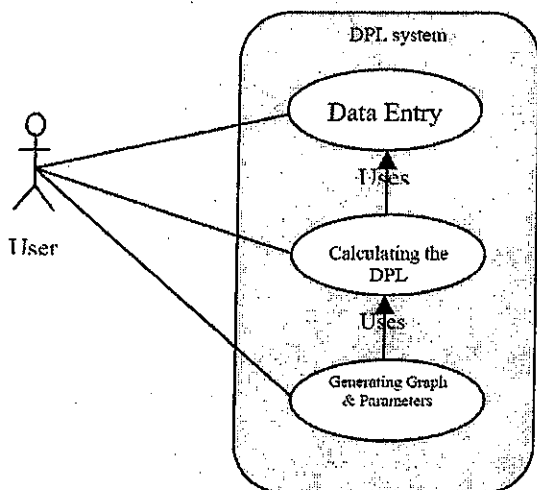 DPL system
Data Entry
Uses
User
Calculating the
DPL
Uses
Generating Graph
& Parameters